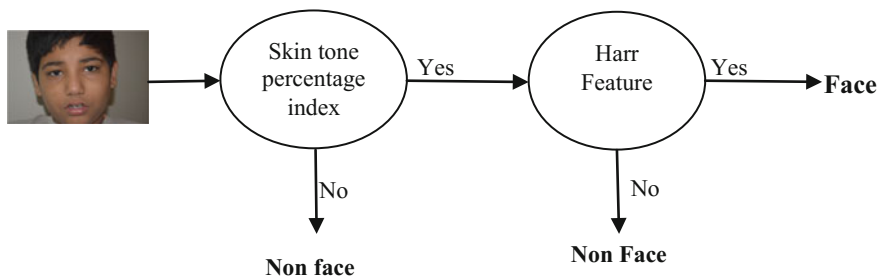 Skin tone
percentage
index
Yes
Harr
Feature
Yes
Face
No
No
Non face
Non Face